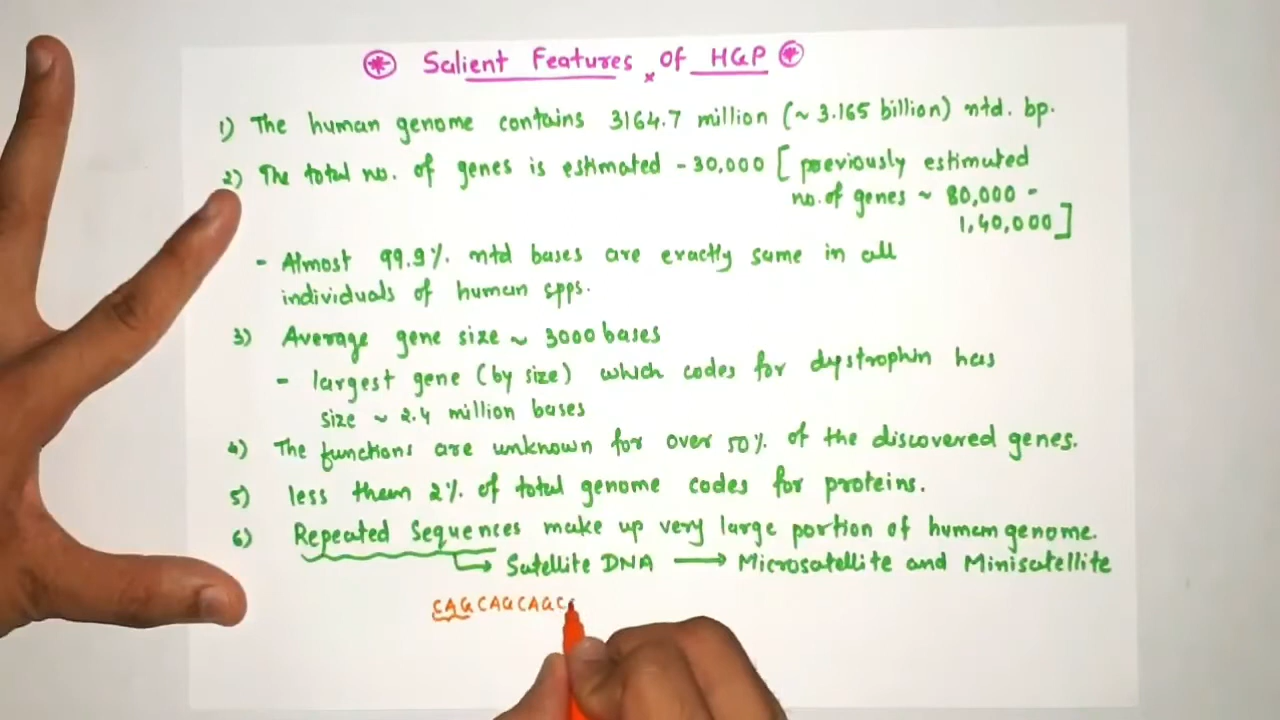 Salient Features of HGP
1) The human genome contains 3164.7 million (~ 3.165 billion) ntd. bp.
2) The total no. of genes is estimated - 30,000 [ previously estimated
no. of genes ~ 80,000 -
1,40,000 ]
- Almost 99.9% ntd bases are exactly same in all
individuals of human spps.
3) Average gene size ~ 3000 bases
- largest gene (by size) which codes for dystrophin has
size ~ 2.4 million bases
4) The functions are unknown for over 50% of the discovered genes.
5) less than 2% of total genome codes for proteins.
6) Repeated Sequences make up very large portion of human genome.
→ Satellite DNA → Microsatellite and Minisatellite
CAGCAGCAGC